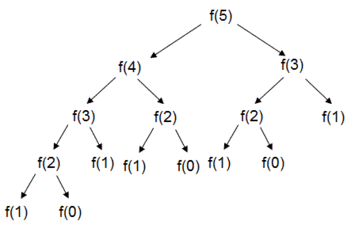 f(5)
f(4) f(3)
f(3) f(2) f(2) f(1)
f(2) f(1) f(1) f(0) f(1) f(0)
f(1) f(0)